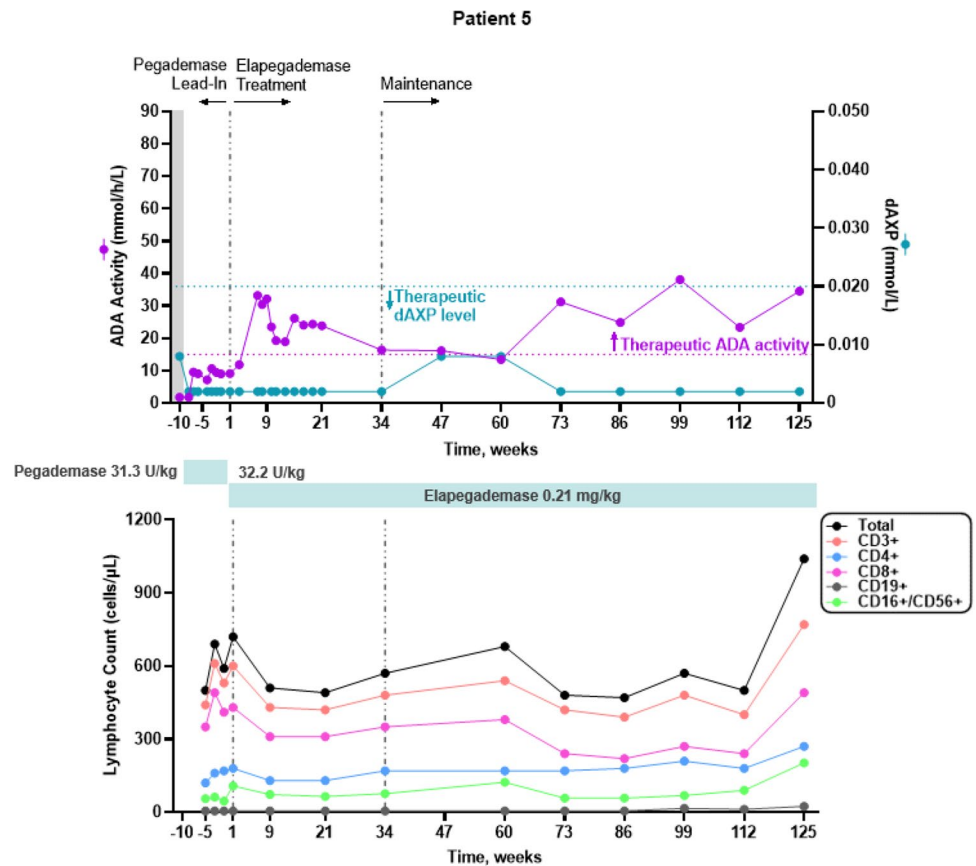 Patient 5
Pegademase Elapegademase
Lead-In Treatment Maintenance
90 0.050
80
70 0.040
60
50 0.030
40
30 0.020
20
10 0.010
0 0
ADA Activity (mmol/h/L)
dAXP (mmol/L)
Therapeutic
dAXP level
Therapeutic ADA activity
-10 -5 1 9 21 34 47 60 73 86 99 112 125
Time, weeks
Pegademase 31.3 U/kg 32.2 U/kg
Elapegademase 0.21 mg/kg
1200
900
600
300
0
Lymphocyte Count (cells/µL)
Total
CD3+
CD4+
CD8+
CD19+
CD16+/CD56+
-10 -5 1 9 21 34 47 60 73 86 99 112 125
Time, weeks